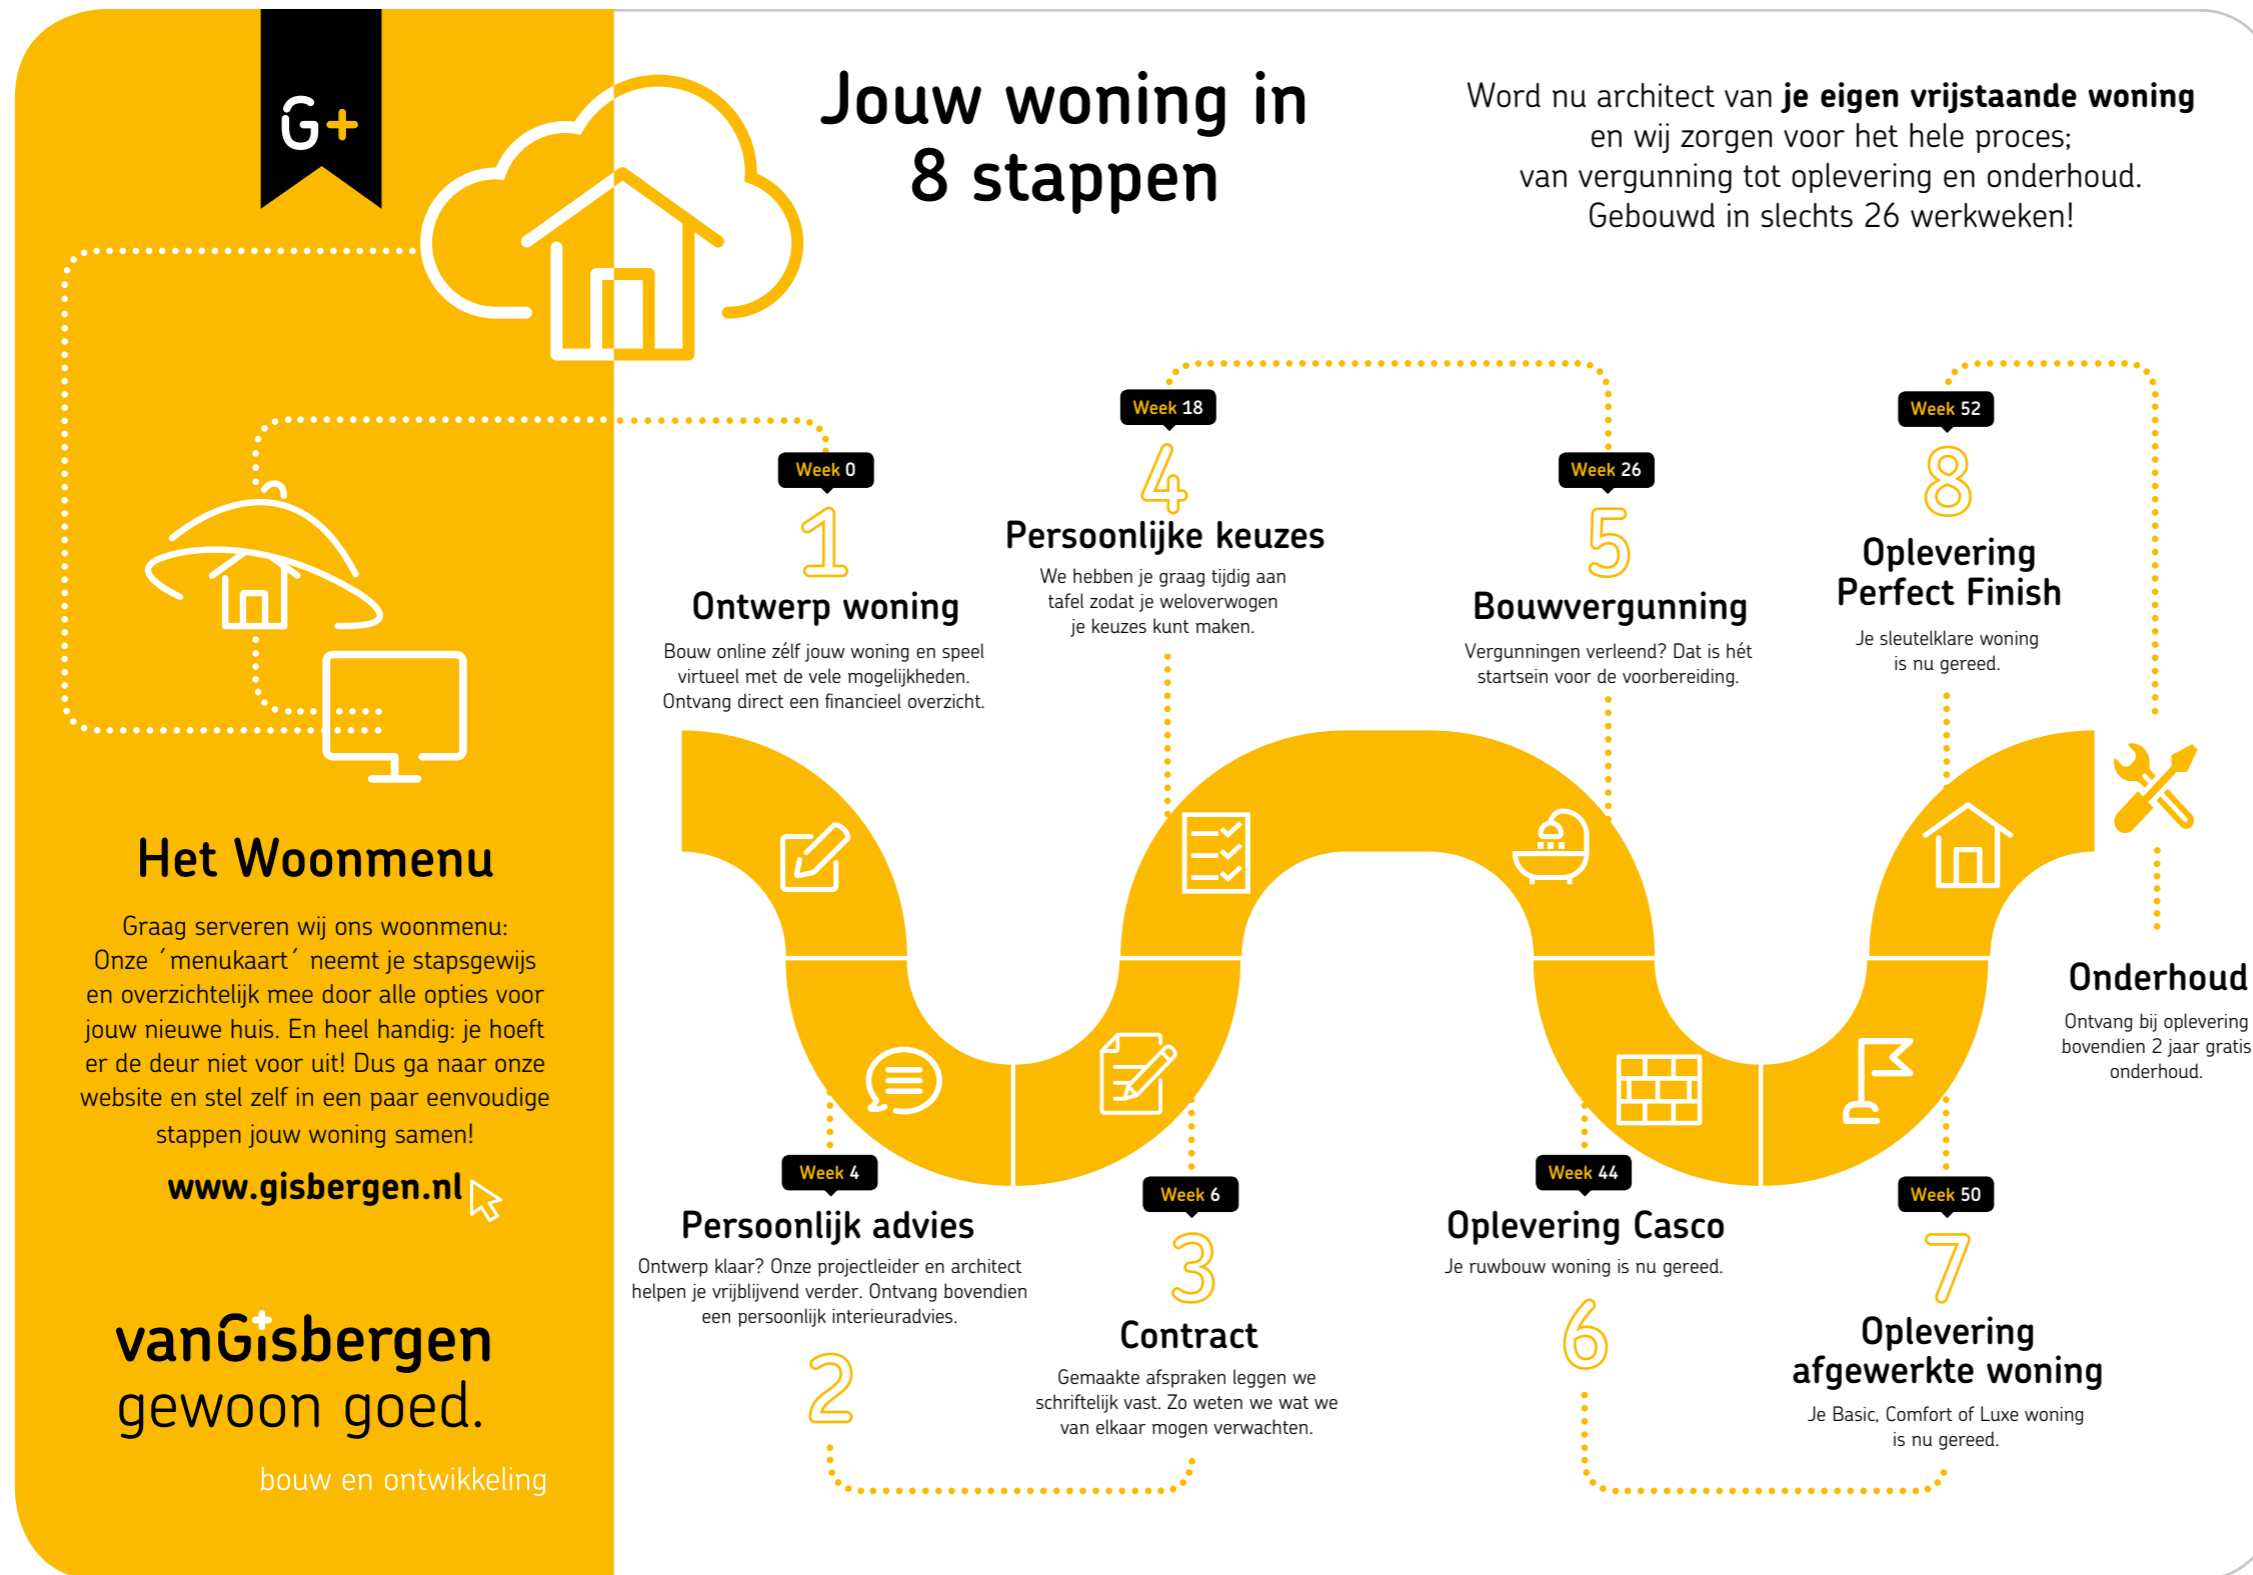 G+
Jouw woning in
8 stappen
Word nu architect van je eigen vrijstaande woning
en wij zorgen voor het hele proces;
van vergunning tot oplevering en onderhoud.
Gebouwd in slechts 26 werkweken!
Het Woonmenu
Graag serveren wij ons woonmenu:
Onze ´menukaart´ neemt je stapsgewijs
en overzichtelijk mee door alle opties voor
jouw nieuwe huis. En heel handig: je hoeft
er de deur niet voor uit! Dus ga naar onze
website en stel zelf in een paar eenvoudige
stappen jouw woning samen!
www.gisbergen.nl
vanGisbergen
gewoon goed.
bouw en ontwikkeling
Week 0
1
Ontwerp woning
Bouw online zélf jouw woning en speel
virtueel met de vele mogelijkheden.
Ontvang direct een financieel overzicht.
Week 4
Persoonlijk advies
Ontwerp klaar? Onze projectleider en architect
helpen je vrijblijvend verder. Ontvang bovendien
een persoonlijk interieuradvies.
2
Week 6
3
Contract
Gemaakte afspraken leggen we
schriftelijk vast. Zo weten we wat we
van elkaar mogen verwachten.
Week 18
4
Persoonlijke keuzes
We hebben je graag tijdig aan
tafel zodat je weloverwogen
je keuzes kunt maken.
Week 26
5
Bouwvergunning
Vergunningen verleend? Dat is hét
startsein voor de voorbereiding.
Week 44
Oplevering Casco
Je ruwbouw woning is nu gereed.
6
Week 50
7
Oplevering
afgewerkte woning
Je Basic, Comfort of Luxe woning
is nu gereed.
Week 52
8
Oplevering
Perfect Finish
Je sleutelklare woning
is nu gereed.
Onderhoud
Ontvang bij oplevering
bovendien 2 jaar gratis
onderhoud.